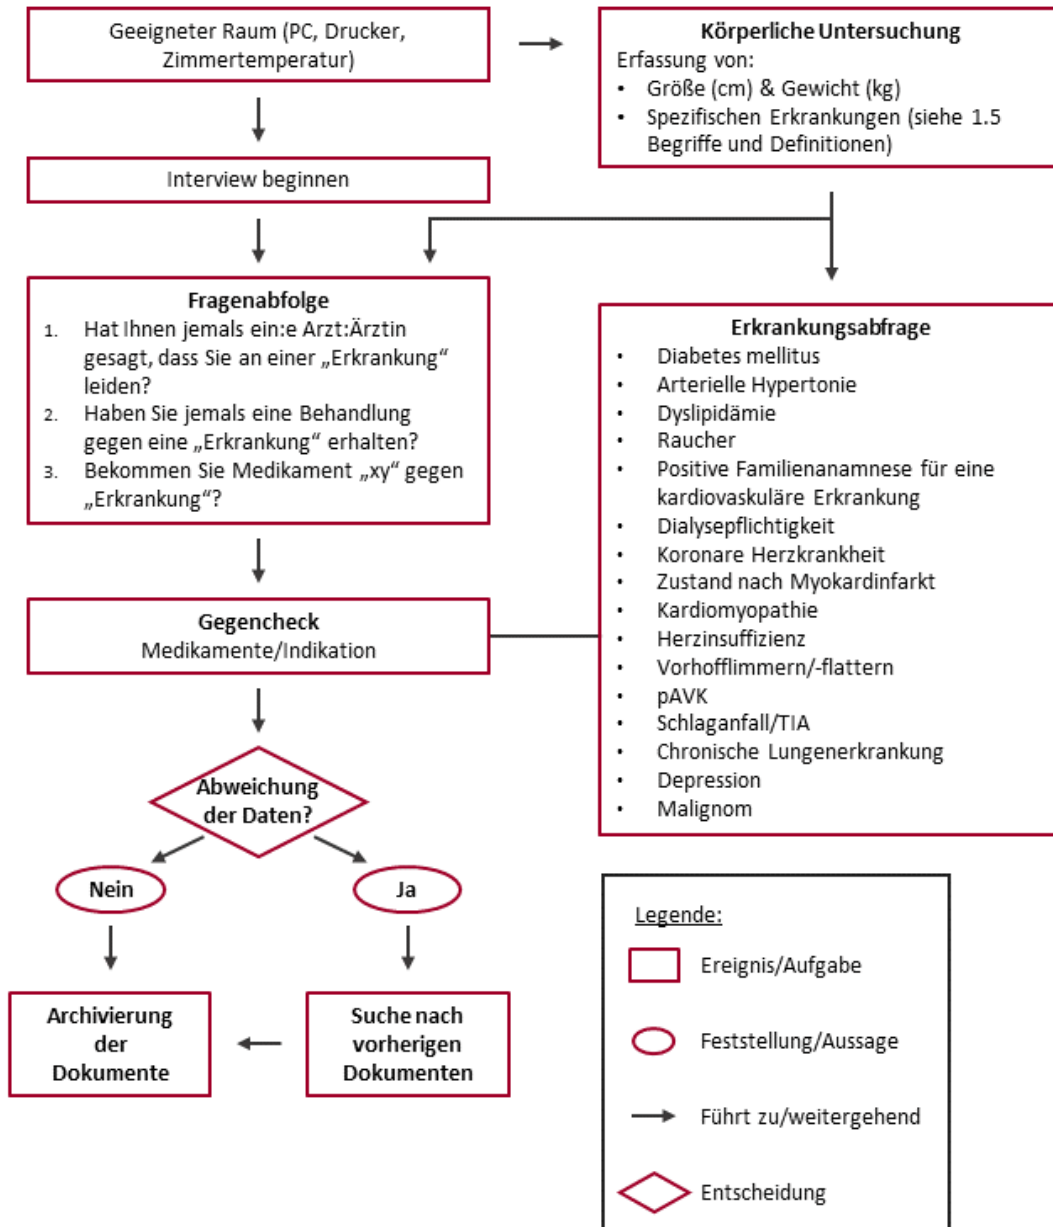 Geeigneter Raum (PC, Drucker,
Zimmertemperatur)
Körperliche Untersuchung
Erfassung von:
• Größe (cm) & Gewicht (kg)
• Spezifischen Erkrankungen (siehe 1.5
Begriffe und Definitionen)
Interview beginnen
Fragenabfolge
1. Hat Ihnen jemals ein:e Arzt:Ärztin
gesagt, dass Sie an einer „Erkrankung“
leiden?
2. Haben Sie jemals eine Behandlung
gegen eine „Erkrankung“ erhalten?
3. Bekommen Sie Medikament „xy“ gegen
„Erkrankung“?
Erkrankungsabfrage
• Diabetes mellitus
• Arterielle Hypertonie
• Dyslipidämie
• Raucher
• Positive Familienanamnese für eine
kardiovaskuläre Erkrankung
• Dialysepflichtigkeit
• Koronare Herzkrankheit
• Zustand nach Myokardinfarkt
• Kardiomyopathie
• Herzinsuffizienz
• Vorhofflimmern/-flattern
• pAVK
• Schlaganfall/TIA
• Chronische Lungenerkrankung
• Depression
• Malignom
Gegencheck
Medikamente/Indikation
Abweichung
der Daten?
Nein
Ja
Archivierung
der
Dokumente
Suche nach
vorherigen
Dokumenten
Legende:
Ereignis/Aufgabe
Feststellung/Aussage
Führt zu/weitergehend
Entscheidung